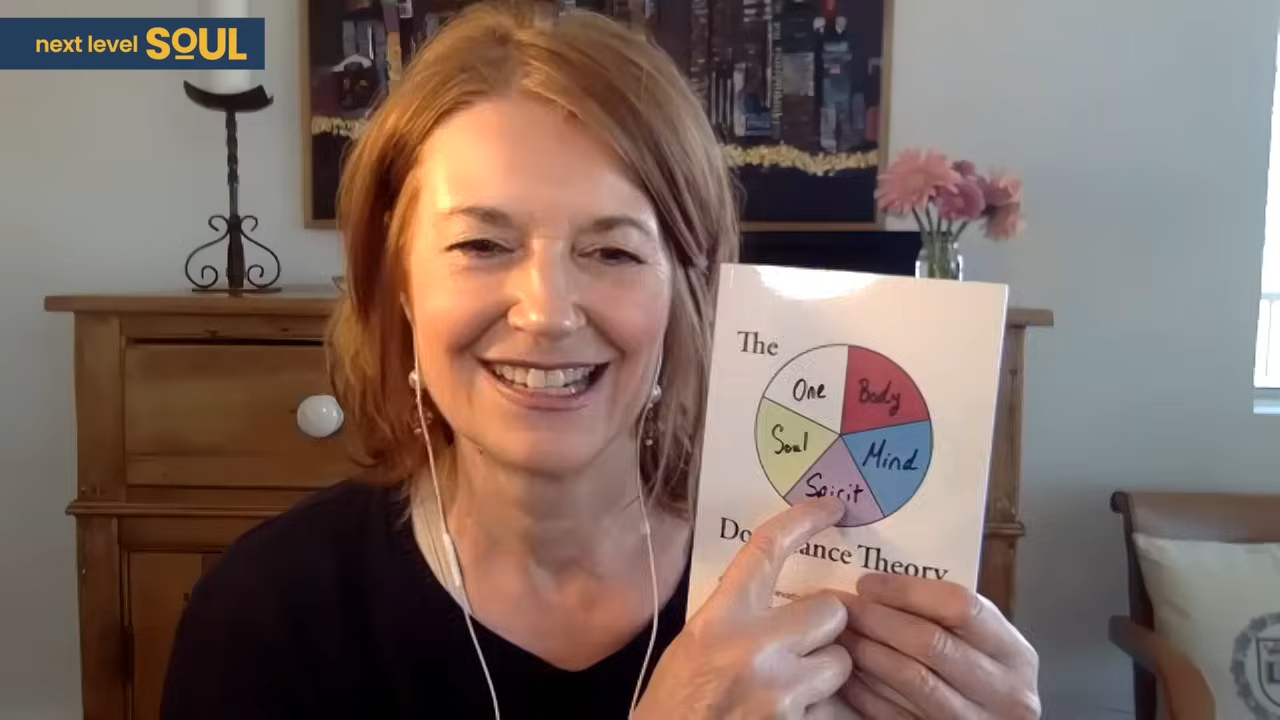 next level SOUL
The
One
Body
Soul
Mind
Spirit
Theory